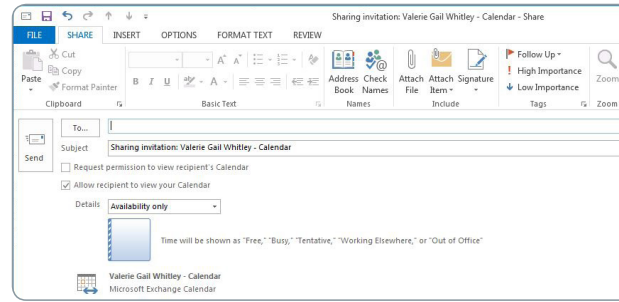 Sharing invitation: Valerie Gail Whitley - Calendar - Share
FILE SHARE INSERT OPTIONS FORMAT TEXT REVIEW
Paste
Cut
Copy
Format Painter
Clipboard
B I U A A A
Basic Text
Address Book
Check Names
Names
Attach File
Attach Item
Signature
Include
Follow Up
High Importance
Low Importance
Tags
Zoom
Zoom
Send
To...
Subject Sharing invitation: Valerie Gail Whitley - Calendar
Request permission to view recipient's Calendar
Allow recipient to view your Calendar
Details Availability only
Time will be shown as "Free," "Busy," "Tentative," "Working Elsewhere," or "Out of Office"
Valerie Gail Whitley - Calendar
Microsoft Exchange Calendar